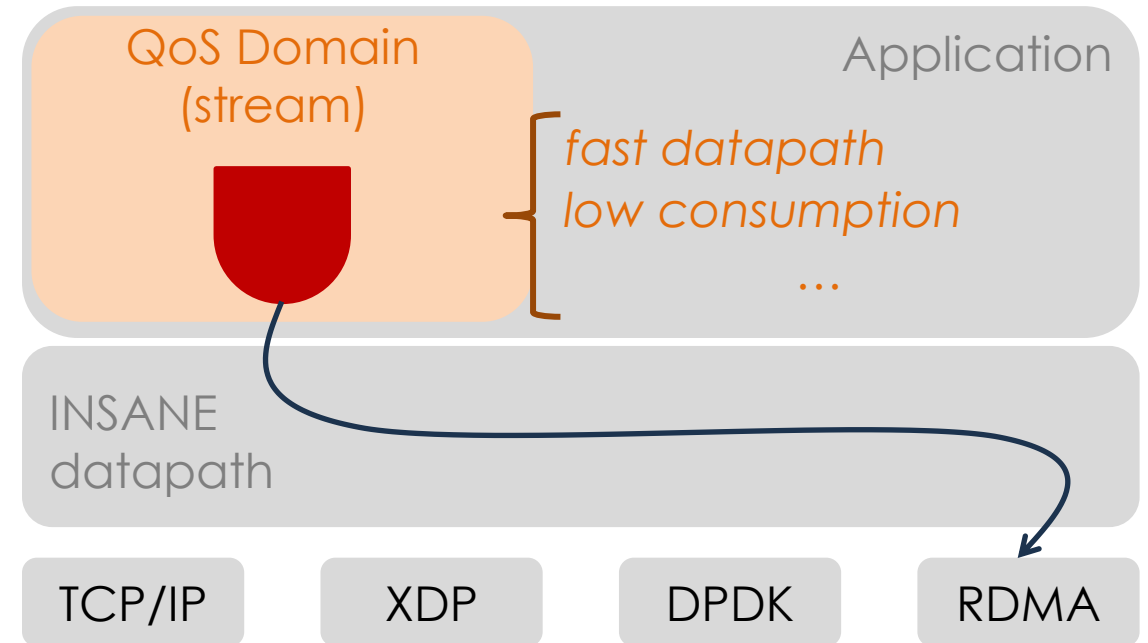 QoS Domain
(stream)
Application
fast datapath
low consumption
…
INSANE
datapath
TCP/IP
XDP
DPDK
RDMA